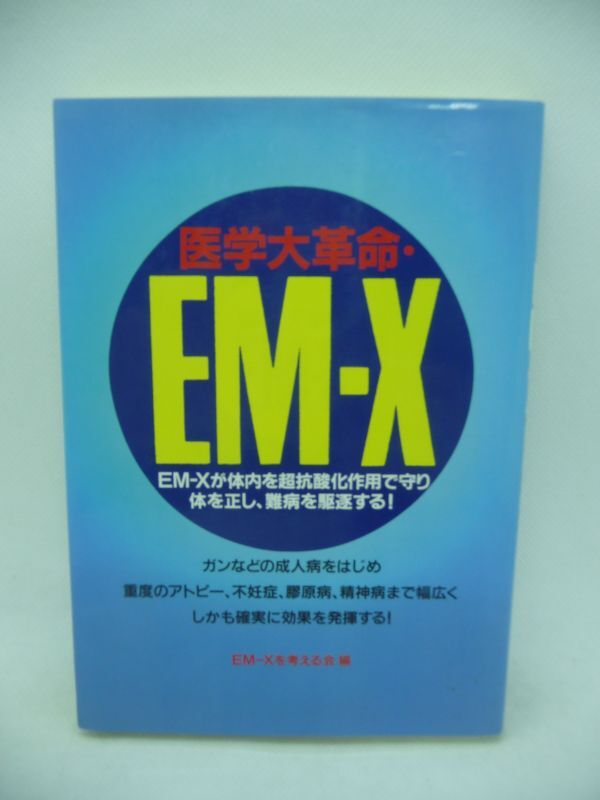 医学大革命・
EM-X
EM-Xが体内を超抗酸化作用で守り
体を正し、難病を駆逐する!
ガンなどの成人病をはじめ
重度のアトピー、不妊症、膠原病、精神病まで幅広く
しかも確実に効果を発揮する!
EM-Xを考える会 編